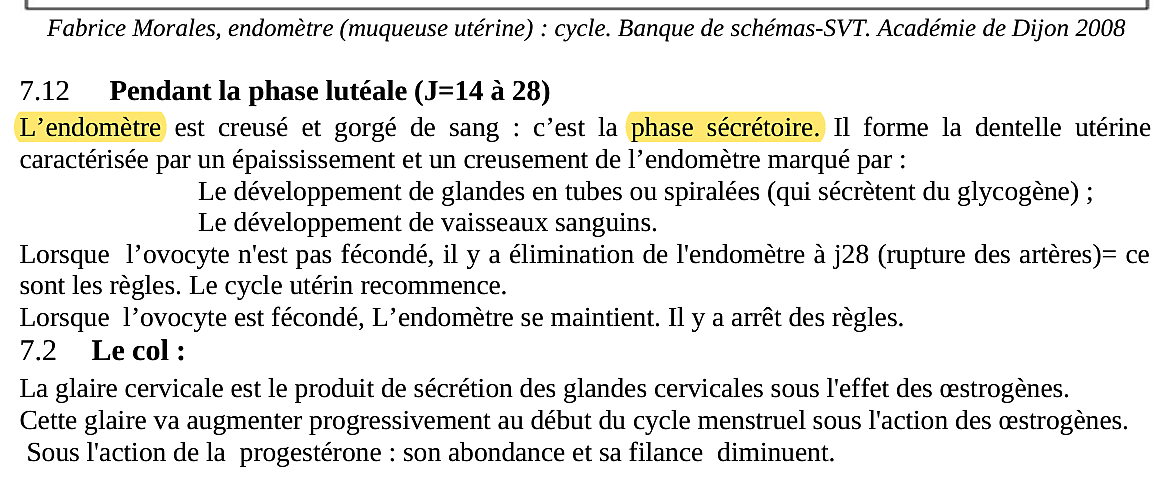 Fabrice Morales, endomètre (muqueuse utérine) : cycle. Banque de schémas-SVT. Académie de Dijon 2008
7.12 Pendant la phase lutéale (J=14 à 28)
L’endomètre est creusé et gorgé de sang : c’est la phase sécrétoire. Il forme la dentelle utérine
caractérisée par un épaississement et un creusement de l’endomètre marqué par :
Le développement de glandes en tubes ou spiralées (qui sécrètent du glycogène) ;
Le développement de vaisseaux sanguins.
Lorsque l’ovocyte n'est pas fécondé, il y a élimination de l'endomètre à j28 (rupture des artères)= ce
sont les règles. Le cycle utérin recommence.
Lorsque l’ovocyte est fécondé, L’endomètre se maintient. Il y a arrêt des règles.
7.2 Le col :
La glaire cervicale est le produit de sécrétion des glandes cervicales sous l'effet des œstrogènes.
Cette glaire va augmenter progressivement au début du cycle menstruel sous l'action des œstrogènes.
Sous l'action de la progestérone : son abondance et sa filance diminuent.